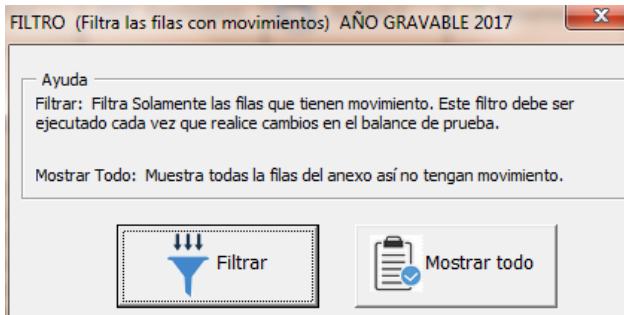 FILTRO (Filtra las filas con movimientos) AÑO GRAVABLE 2017
Ayuda
Filtrar: Filtra Solamente las filas que tienen movimiento. Este filtro debe ser
ejecutado cada vez que realice cambios en el balance de prueba.
Mostrar Todo: Muestra todas la filas del anexo así no tengan movimiento.
Filtrar
Mostrar todo